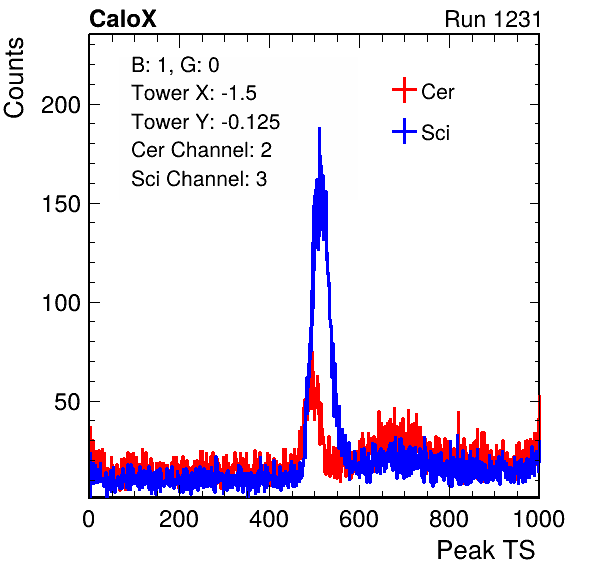 CaloX Run 1231
Counts
B: 1, G: 0
Tower X: -1.5
Tower Y: -0.125
Cer Channel: 2
Sci Channel: 3
Cer
Sci
200
150
100
50
0 200 400 600 800 1000
Peak TS